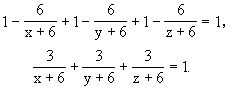 1 - 6/(x + 6) + 1 - 6/(y + 6) + 1 - 6/(z + 6) = 1,
3/(x + 6) + 3/(y + 6) + 3/(z + 6) = 1.